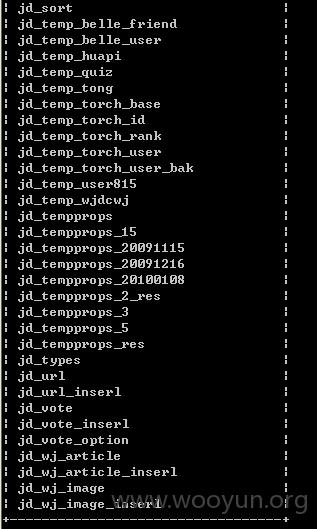 ¦ jd_sort ¦
¦ jd_temp_belle_friend ¦
¦ jd_temp_belle_user ¦
¦ jd_temp_huapi ¦
¦ jd_temp_quiz ¦
¦ jd_temp_tong ¦
¦ jd_temp_torch_base ¦
¦ jd_temp_torch_id ¦
¦ jd_temp_torch_rank ¦
¦ jd_temp_torch_user ¦
¦ jd_temp_torch_user_bak ¦
¦ jd_temp_user815 ¦
¦ jd_temp_wjdcwj ¦
¦ jd_tempprops ¦
¦ jd_tempprops_15 ¦
¦ jd_tempprops_20091115 ¦
¦ jd_tempprops_20091216 ¦
¦ jd_tempprops_20100108 ¦
¦ jd_tempprops_2_res ¦
¦ jd_tempprops_3 ¦
¦ jd_tempprops_5 ¦
¦ jd_tempprops_res ¦
¦ jd_types ¦
¦ jd_url ¦
¦ jd_url_inserl ¦
¦ jd_vote ¦
¦ jd_vote_inserl ¦
¦ jd_vote_option ¦
¦ jd_wj_article ¦
¦ jd_wj_article_inserl ¦
¦ jd_wj_image ¦
¦ jd_wj_image_inserl ¦
www.wooyun.org